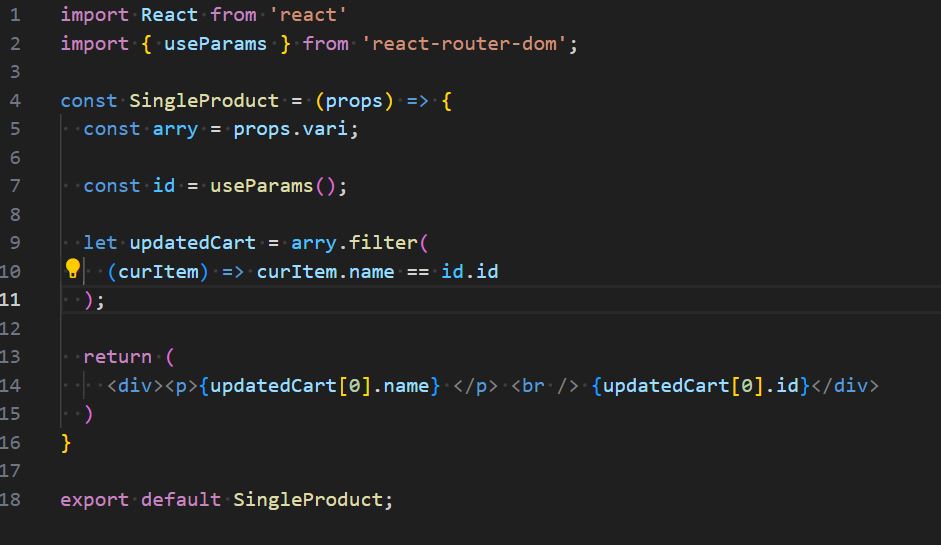 1 import React from 'react'
2 import { useParams } from 'react-router-dom';
3
4 const SingleProduct = (props) => {
5   const arry = props.vari;
6
7   const id = useParams();
8
9   let updatedCart = arry.filter(
10     (curItem) => curItem.name == id.id
11   );
12
13   return (
14     <div><p>{updatedCart[0].name} </p> <br /> {updatedCart[0].id}</div>
15   )
16 }
17
18 export default SingleProduct;